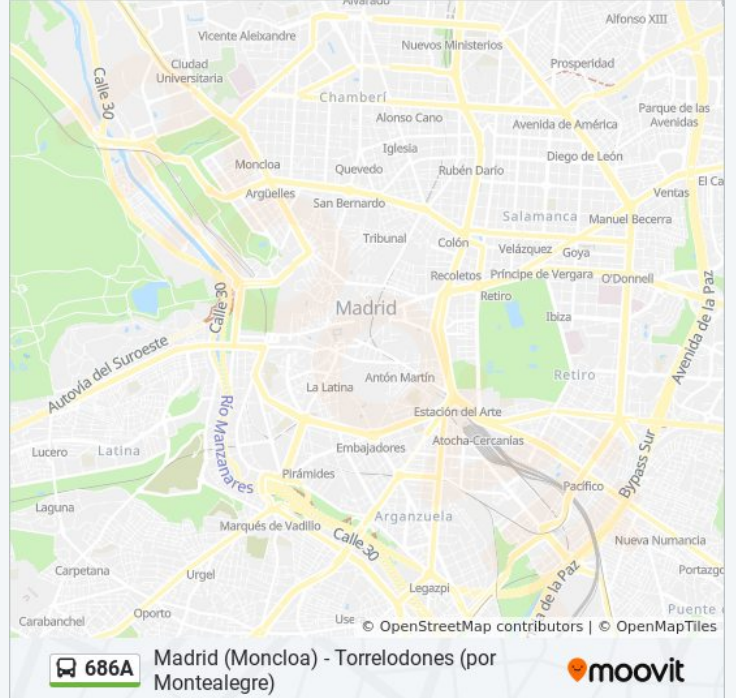 Alvarado
Alfonso XIII
Vicente Aleixandre
Nuevos Ministerios
Ciudad
Universitaria
Prosperidad
Calle 30
Chamberí
Parque de las
Avenidas
Alonso Cano
Avenida de América
Iglesia
Diego de León
Moncloa
Quevedo
Rubén Darío
El Ca
Argüelles
Ventas
San Bernardo
Salamanca
Manuel Becerra
Tribunal
Colón
Velázquez
Goya
Recoletos
Príncipe de Vergara
O'Donnell
Calle 30
Retiro
Madrid
Ibiza
Avenida de la Paz
Autovía del Suroeste
Antón Martín
Retiro
La Latina
Estación del Arte
Río Manzanares
Atocha-Cercanías
Lucero
Latina
Embajadores
Bypass Sur
Pirámides
Pacífico
Laguna
Arganzuela
Marqués de Vadillo
Calle 30
Nueva Numancia
Carpetana
Urgel
Portazgo
Legazpi
a de la Paz
Oporto
Puente
Carabanchel
Use
© OpenStreetMap contributors | © OpenMapTiles
686A
Madrid (Moncloa) - Torrelodones (por
Montealegre)
moovit